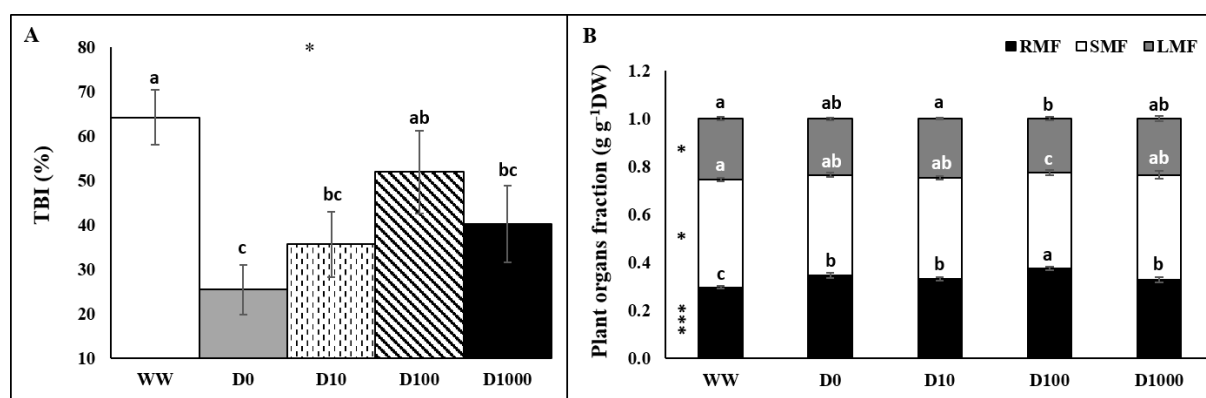 A
*
TBI (%)
80
70
60
50
40
30
20
10
a
c
bc
ab
bc
WW D0 D10 D100 D1000
B
RMF SMF LMF
Plant organs fraction (g g⁻¹DW)
1.2
1.0
0.8
0.6
0.4
0.2
0.0
a ab a b ab
*
a ab ab c ab
*
c b b a b
***
WW D0 D10 D100 D1000